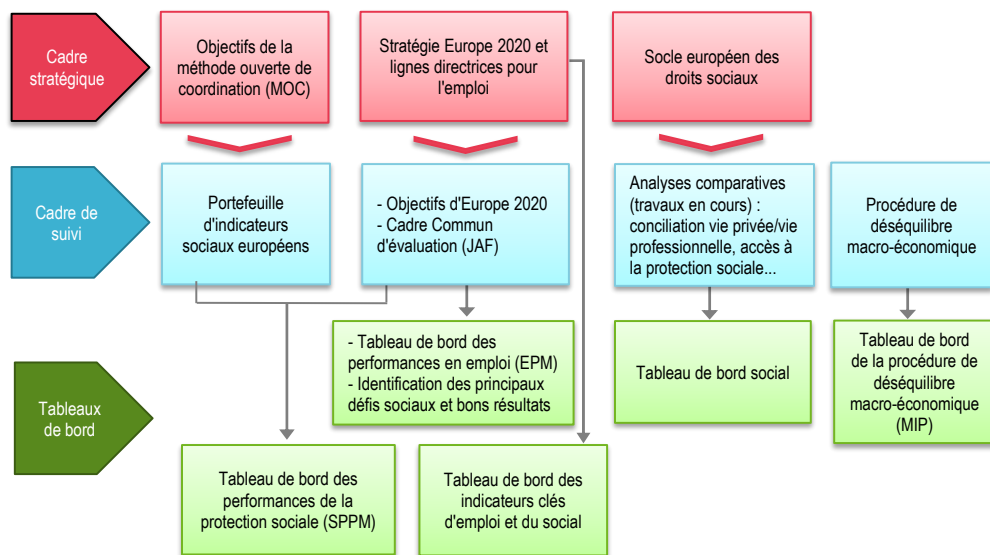 Cadre
stratégique
Objectifs de la
méthode ouverte de
coordination (MOC)
Stratégie Europe 2020 et
lignes directrices pour
l'emploi
Socle européen des
droits sociaux
Cadre de
suivi
Portefeuille
d'indicateurs
sociaux européens
- Objectifs d'Europe 2020
- Cadre Commun
d'évaluation (JAF)
Analyses comparatives
(travaux en cours) :
conciliation vie privée/vie
professionnelle, accès à
la protection sociale...
Procédure de
déséquilibre
macro-économique
Tableaux
de bord
- Tableau de bord des
performances en emploi (EPM)
- Identification des principaux
défis sociaux et bons résultats
Tableau de bord social
Tableau de bord
de la procédure de
déséquilibre
macro-économique
(MIP)
Tableau de bord des
performances de la
protection sociale (SPPM)
Tableau de bord des
indicateurs clés
d'emploi et du social